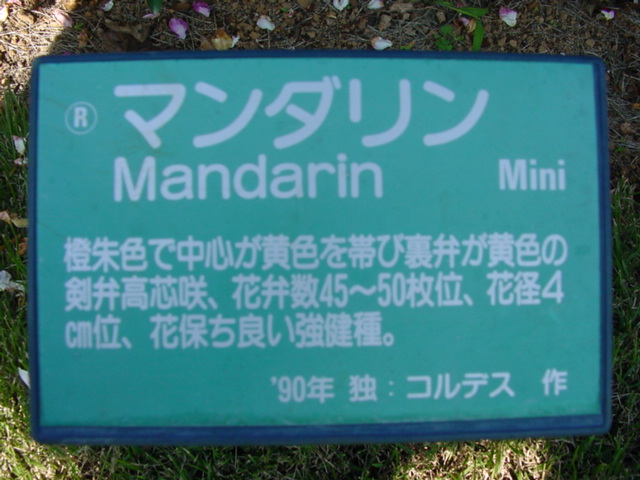 ® マンダリン
Mandarin Mini
橙朱色で中心が黄色を帯び裏弁が黄色の
剣弁高芯咲、花弁数45〜50枚位、花径4
cm位、花保ち良い強健種。
'90年 独：コルデス 作